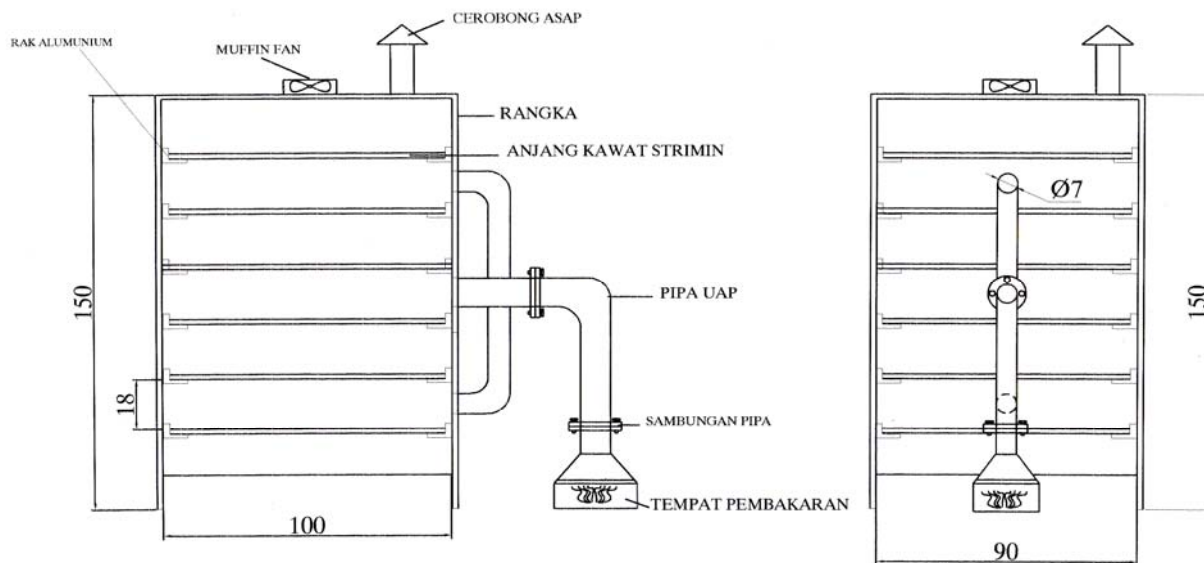 CEROBONG ASAP
RAK ALUMUNIUM
MUFFIN FAN
RANGKA
ANJANG KAWAT STRIMIN
Ø7
150
PIPA UAP
150
18
SAMBUNGAN PIPA
TEMPAT PEMBAKARAN
100
90